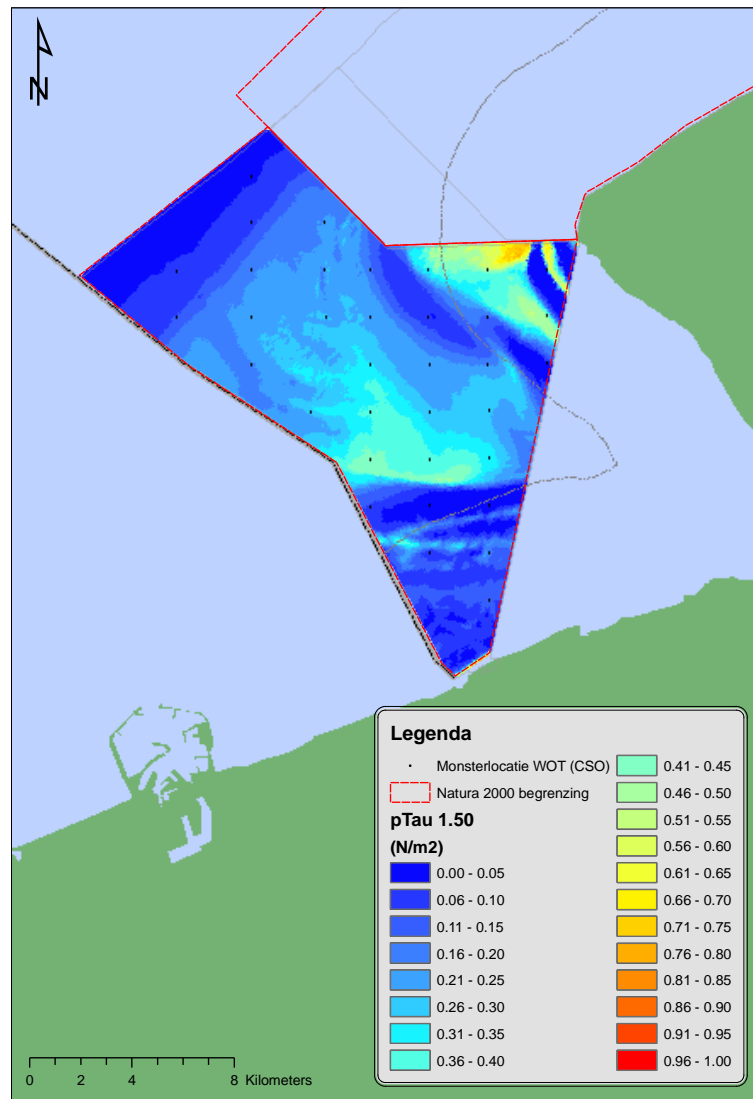 N
Legenda
Monsterlocatie WOT (CSO)
Natura 2000 begrenzing
pTau 1.50
(N/m2)
0.00 - 0.05
0.06 - 0.10
0.11 - 0.15
0.16 - 0.20
0.21 - 0.25
0.26 - 0.30
0.31 - 0.35
0.36 - 0.40
0.41 - 0.45
0.46 - 0.50
0.51 - 0.55
0.56 - 0.60
0.61 - 0.65
0.66 - 0.70
0.71 - 0.75
0.76 - 0.80
0.81 - 0.85
0.86 - 0.90
0.91 - 0.95
0.96 - 1.00
0 2 4 8 Kilometers